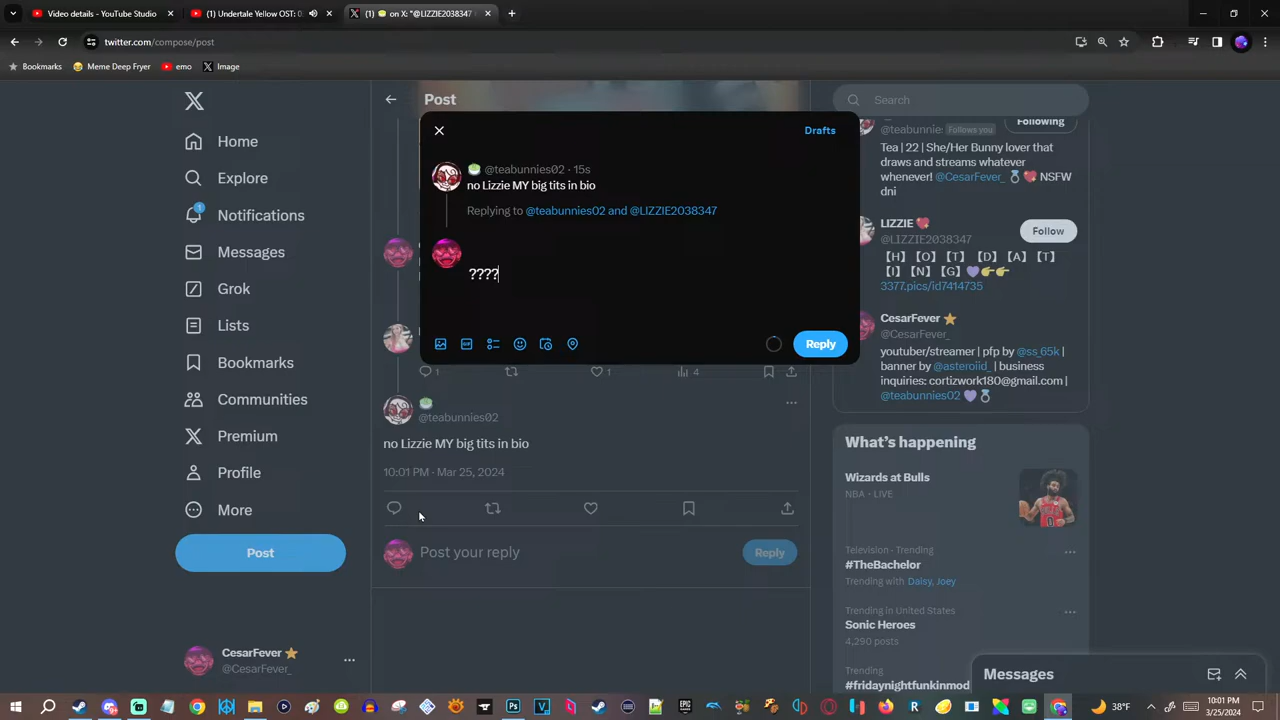 Video details - YouTube Studio
(1) Undertale Yellow OST: 0
(1) on X: "@LIZZIE2038347
twitter.com/compose/post
Bookmarks
Meme Deep Fryer
emo
Image
Home
Explore
1
Notifications
Messages
Grok
Lists
Bookmarks
Communities
Premium
Profile
More
Post
CesarFever ⭐
@CesarFever_
Post
Drafts
@teabunnies02 · 15s
no Lizzie MY big tits in bio
Replying to @teabunnies02 and @LIZZIE2038347
????
Reply
1
1
4
@teabunnies02
no Lizzie MY big tits in bio
10:01 PM · Mar 25, 2024
Post your reply
Reply
Search
@teabunnie
Follows you
Following
Tea | 22 | She/Her Bunny lover that
draws and streams whatever
whenever! @CesarFever_ 💍💖 NSFW
dni
LIZZIE 💖
@LIZZIE2038347
Follow
【H】【O】【T】【D】【A】【T】
【I】【N】【G】💜👉👉
3377.pics/id7414735
CesarFever ⭐
@CesarFever_
youtuber/streamer | pfp by @ss_65k |
banner by @asteroiid_ | business
inquiries: cortizwork180@gmail.com |
@teabunnies02 💜💍
What's happening
Wizards at Bulls
NBA · LIVE
Television · Trending
#TheBachelor
Trending with Daisy, Joey
Trending in United States
Sonic Heroes
4,290 posts
Trending
#fridaynightfunkinmod
Messages
38°F
10:01 PM
3/25/2024